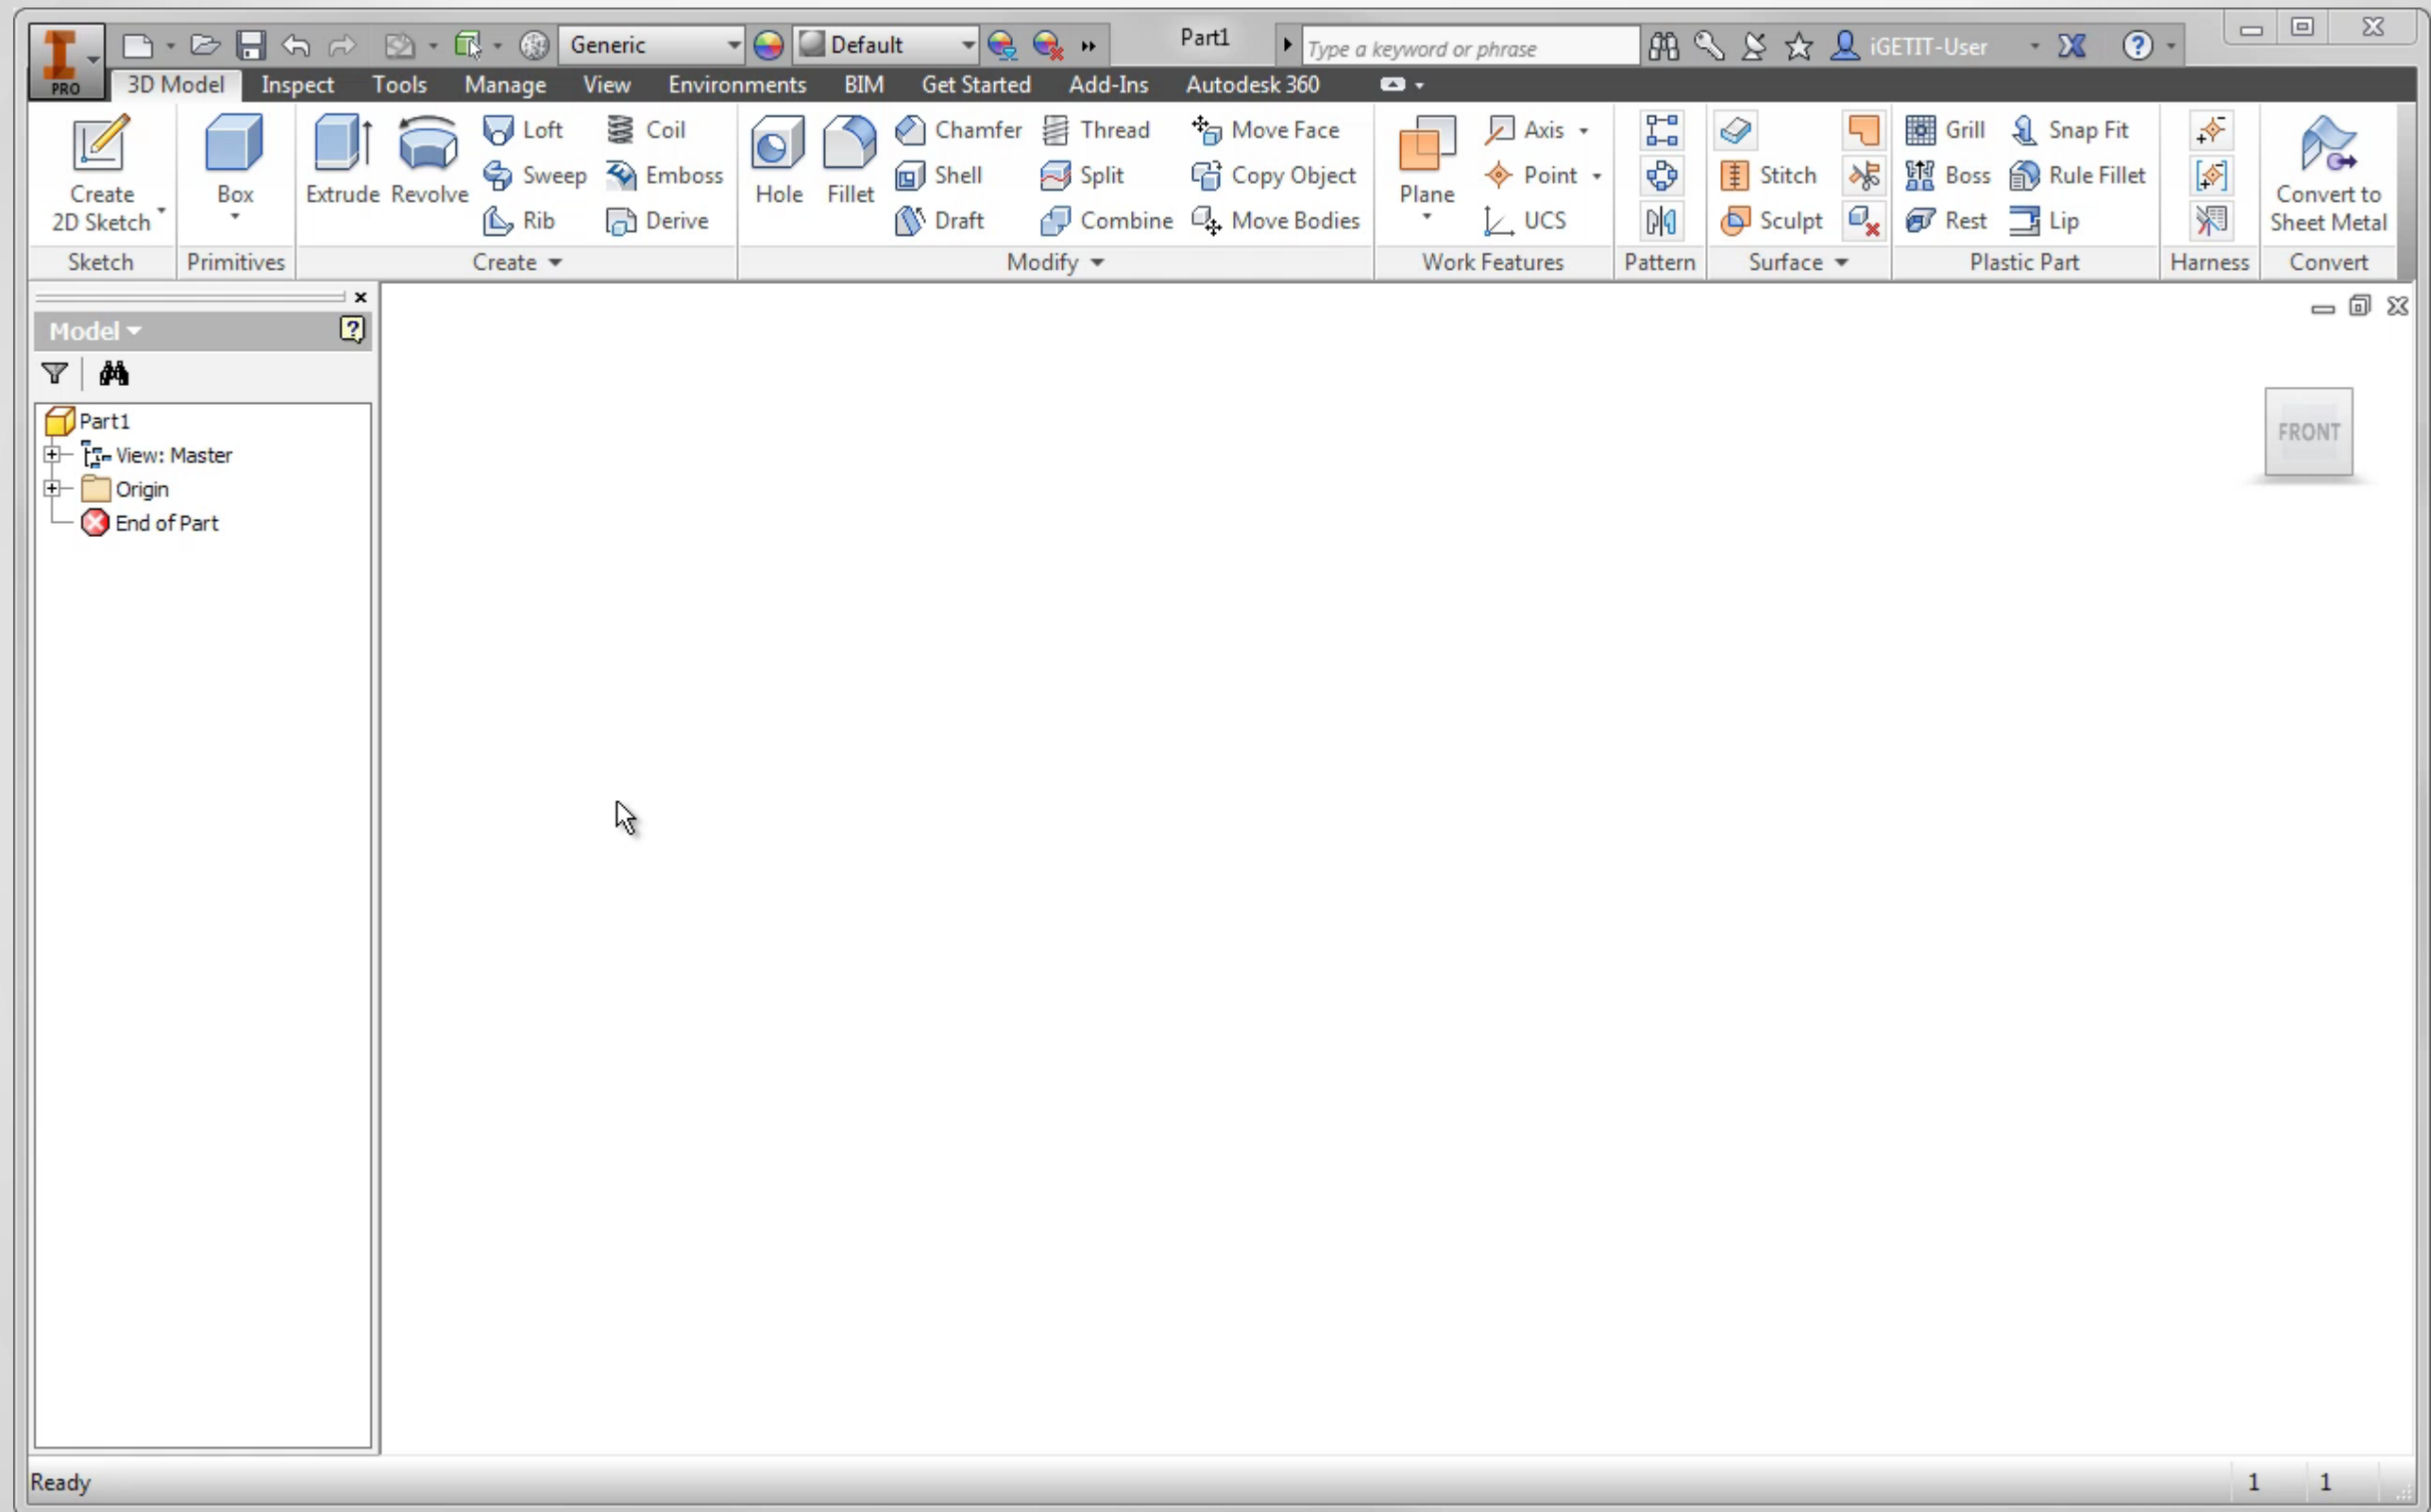 Generic Default Part1 Type a keyword or phrase iGETIT-User
PRO 3D Model Inspect Tools Manage View Environments BIM Get Started Add-Ins Autodesk 360
Loft Coil Chamfer Thread Move Face Axis Grill Snap Fit
Sweep Emboss Shell Split Copy Object Point Stitch Boss Rule Fillet
Create 2D Sketch Box Extrude Revolve Hole Fillet Plane Convert to Sheet Metal
Rib Derive Draft Combine Move Bodies UCS Sculpt Rest Lip
Sketch Primitives Create Modify Work Features Pattern Surface Plastic Part Harness Convert
Model
Part1
View: Master
Origin
End of Part
FRONT
Ready 1 1